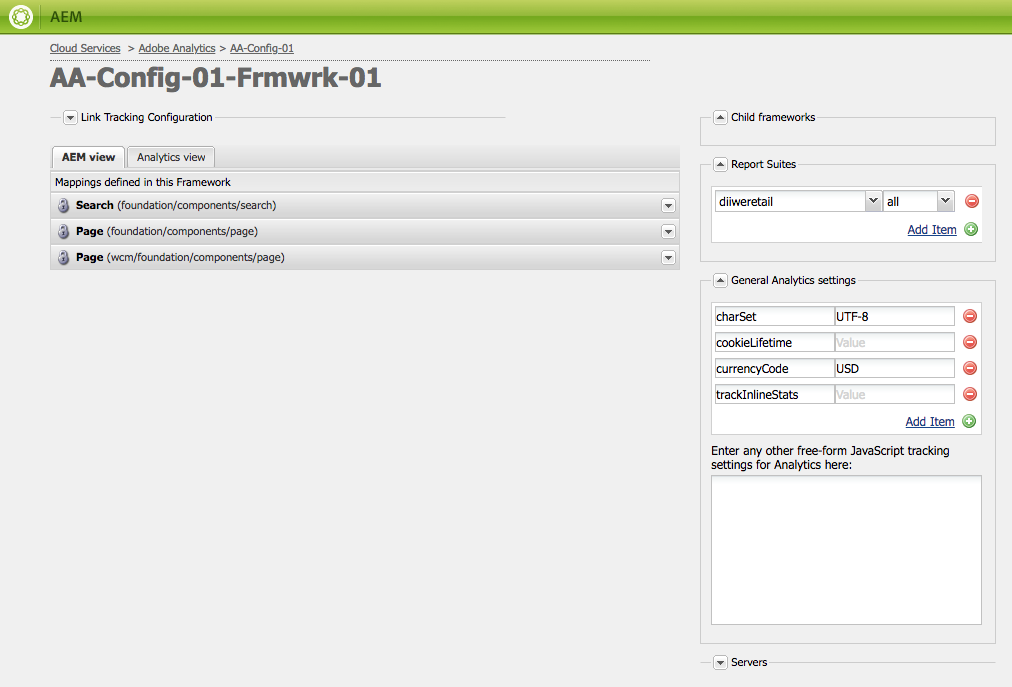 AEM
Cloud Services > Adobe Analytics > AA-Config-01
AA-Config-01-Frmwrk-01
Link Tracking Configuration
AEM view Analytics view
Mappings defined in this Framework
Search (foundation/components/search)
Page (foundation/components/page)
Page (wcm/foundation/components/page)
Child frameworks
Report Suites
diiweretail all
Add Item
General Analytics settings
charSet UTF-8
cookieLifetime Value
currencyCode USD
trackInlineStats Value
Add Item
Enter any other free-form JavaScript tracking
settings for Analytics here:
Servers